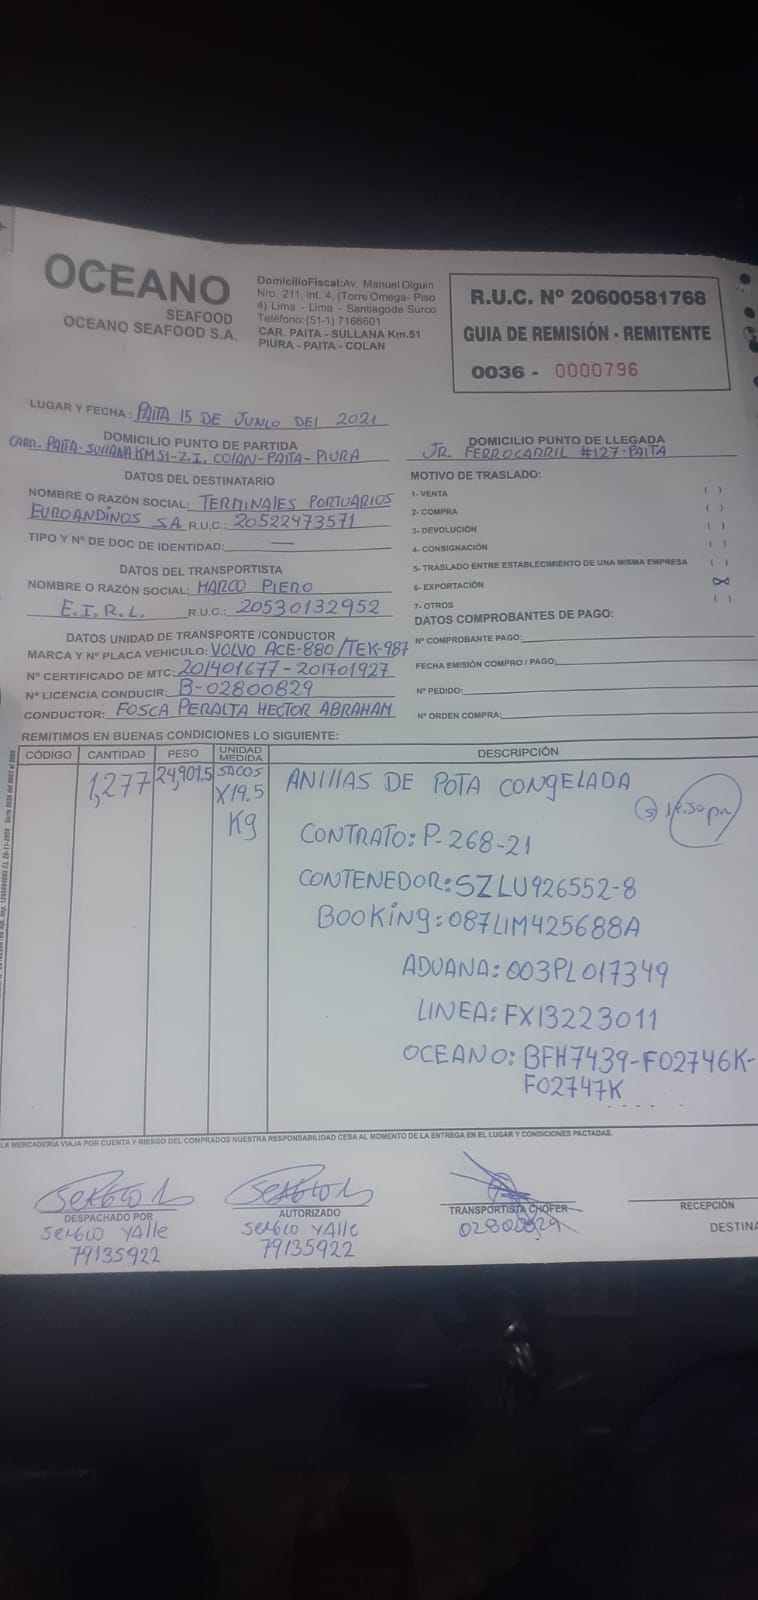 OCEANO
SEAFOOD
OCEANO SEAFOOD S.A.
DomicilioFiscal:Av. Manuel Olguin
Nro. 211, Int. 4, (Torre Omega- Piso
4) Lima - Lima - Santiagode Surco
Teléfono:(51-1) 7166601
CAR. PAITA - SULLANA Km.51
PIURA - PAITA - COLAN
R.U.C. Nº 20600581768
GUIA DE REMISIÓN - REMITENTE
0036 - 0000796
LUGAR Y FECHA : PAITA 15 DE JUNIO DEL 2021
DOMICILIO PUNTO DE PARTIDA
CARR. PAITA-SULLANA KM 51-Z.I. COLAN-PAITA-PIURA
DOMICILIO PUNTO DE LLEGADA
JR. FERROCARRIL #127-PAITA
DATOS DEL DESTINATARIO
NOMBRE O RAZÓN SOCIAL: TERMINALES PORTUARIOS
EUROANDINOS SA R.U.C.: 20522473571
TIPO Y Nº DE DOC DE IDENTIDAD: —
DATOS DEL TRANSPORTISTA
NOMBRE O RAZÓN SOCIAL: MARCO PIERO
E.I.R.L. R.U.C.: 20530132952
DATOS UNIDAD DE TRANSPORTE /CONDUCTOR
MARCA Y Nº PLACA VEHICULO: VOLVO ACE-880/TEK-987
Nº CERTIFICADO DE MTC: 201401677-201701927
Nº LICENCIA CONDUCIR: B-02800829
CONDUCTOR: FOSCA PERALTA HECTOR ABRAHAM
MOTIVO DE TRASLADO:
1- VENTA ( )
2- COMPRA ( )
3- DEVOLUCIÓN ( )
4- CONSIGNACIÓN ( )
5- TRASLADO ENTRE ESTABLECIMIENTO DE UNA MISMA EMPRESA ( )
6- EXPORTACIÓN (X)
7- OTROS ( )
DATOS COMPROBANTES DE PAGO:
Nº COMPROBANTE PAGO:
FECHA EMISIÓN COMPRO / PAGO:
Nº PEDIDO:
Nº ORDEN COMPRA:
REMITIMOS EN BUENAS CONDICIONES LO SIGUIENTE:
CÓDIGO CANTIDAD PESO UNIDAD MEDIDA DESCRIPCIÓN
1,277 24,901.5 SACOS X19.5 Kg ANILLAS DE POTA CONGELADA
CONTRATO: P-268-21
CONTENEDOR: SZLU926552-8
BOOKING: 087LIM425688A
ADUANA: 003PL017349
LINEA: FX13223011
OCEANO: BFH7439-F02746K-
F02747K
LA MERCADERÍA VIAJA POR CUENTA Y RIESGO DEL COMPRADOS NUESTRA RESPONSABILIDAD CESA AL MOMENTO DE LA ENTREGA EN EL LUGAR Y CONDICIONES PACTADAS.
DESPACHADO POR
Sergio Valle
79135922
AUTORIZADO
Sergio Valle
79135922
TRANSPORTISTA CHOFER
02800829
RECEPCIÓN
DESTINA